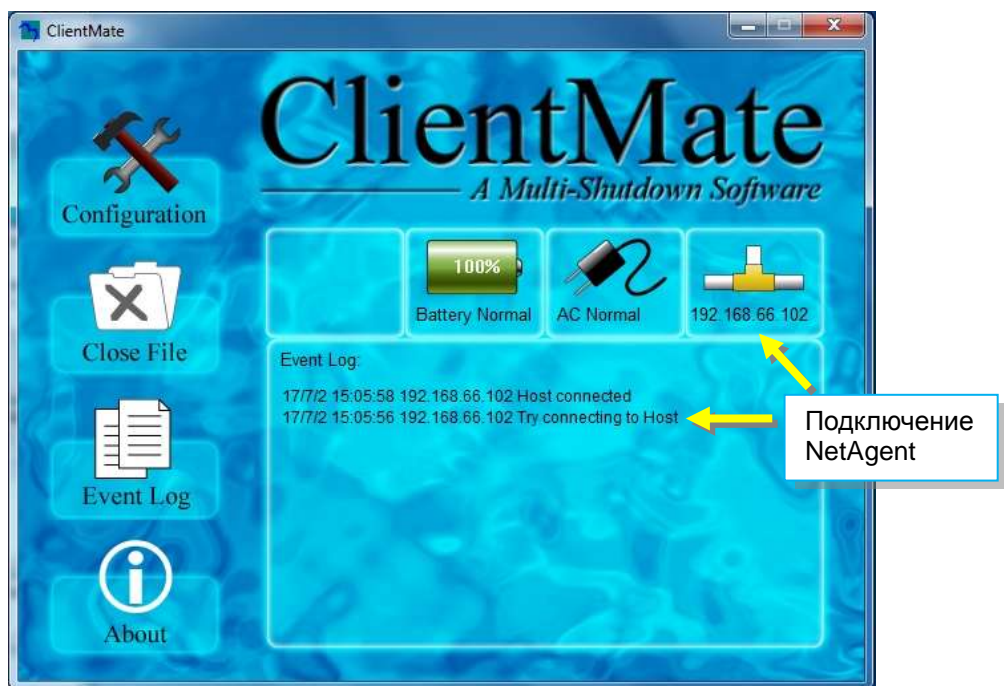 ClientMate
ClientMate
A Multi-Shutdown Software
Configuration
100%
Battery Normal
AC Normal
192.168.66.102
Close File
Event Log:
17/7/2 15:05:58 192.168.66.102 Host connected
17/7/2 15:05:56 192.168.66.102 Try connecting to Host
Подключение
NetAgent
Event Log
About